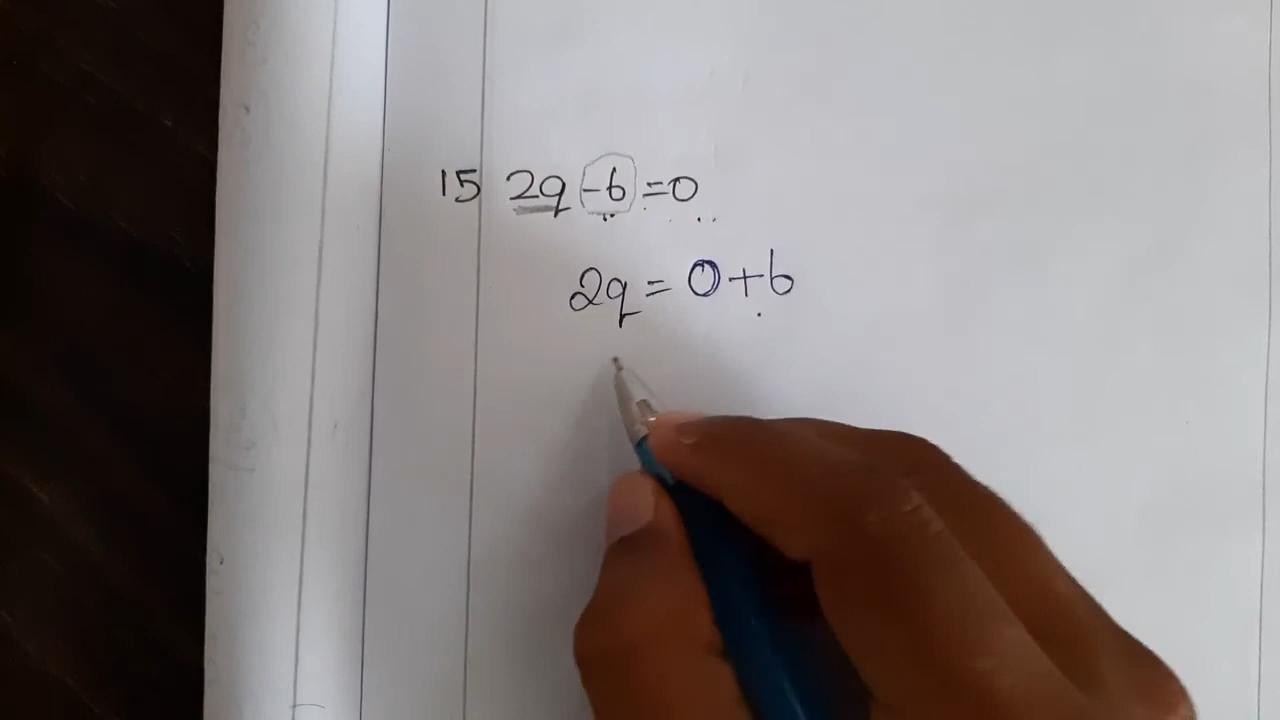 15 2q -6 =0
2q = 0+6